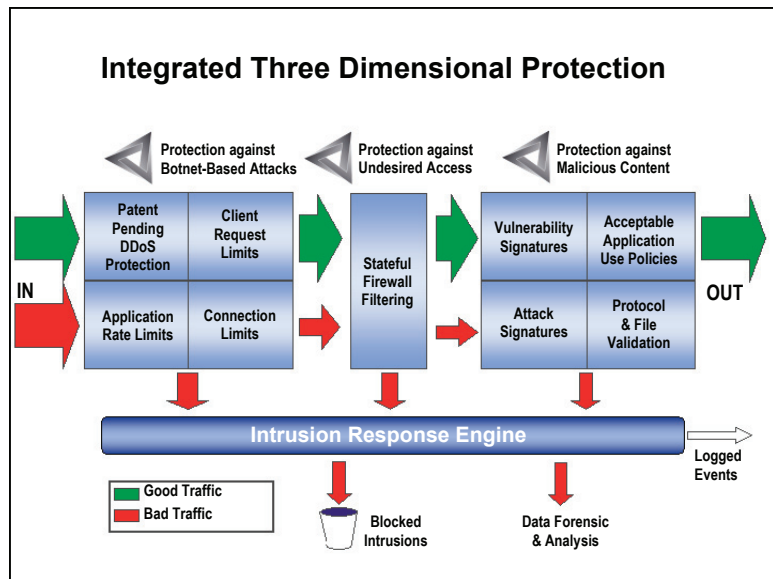 Integrated Three Dimensional Protection
Protection against
Botnet-Based Attacks
Protection against
Undesired Access
Protection against
Malicious Content
IN
Patent
Pending
DDoS
Protection
Client
Request
Limits
Application
Rate Limits
Connection
Limits
Stateful
Firewall
Filtering
Vulnerability
Signatures
Acceptable
Application
Use Policies
Attack
Signatures
Protocol
& File
Validation
OUT
Intrusion Response Engine
Logged
Events
Good Traffic
Bad Traffic
Blocked
Intrusions
Data Forensic
& Analysis